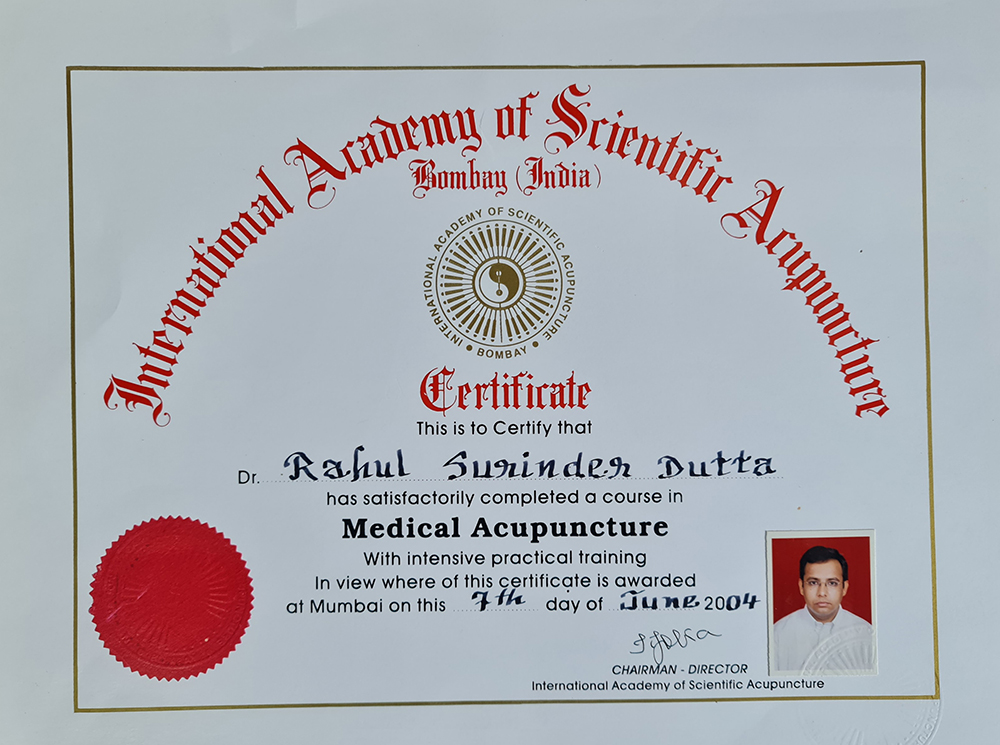 International Academy of Scientific Acupuncture
Bombay (India)
INTERNATIONAL ACADEMY OF SCIENTIFIC ACUPUNCTURE
• BOMBAY •
Certificate
This is to Certify that
Dr. Rahul Surinder Dutta
has satisfactorily completed a course in
Medical Acupuncture
With intensive practical training
In view where of this certificate is awarded
at Mumbai on this 7th day of June 2004
CHAIRMAN - DIRECTOR
International Academy of Scientific Acupuncture